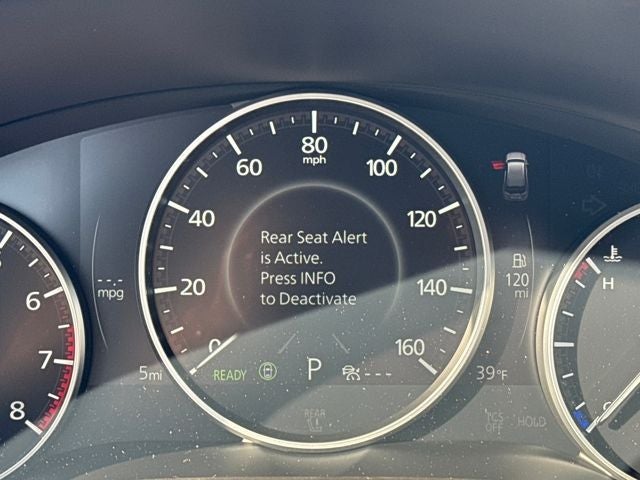 80
mph
60
100
40
120
20
140
0
160
Rear Seat Alert
is Active.
Press INFO
to Deactivate
--.-
mpg
6
7
8
120
mi
H
5mi
READY
P
---
39°F
REAR
TCS
OFF
HOLD